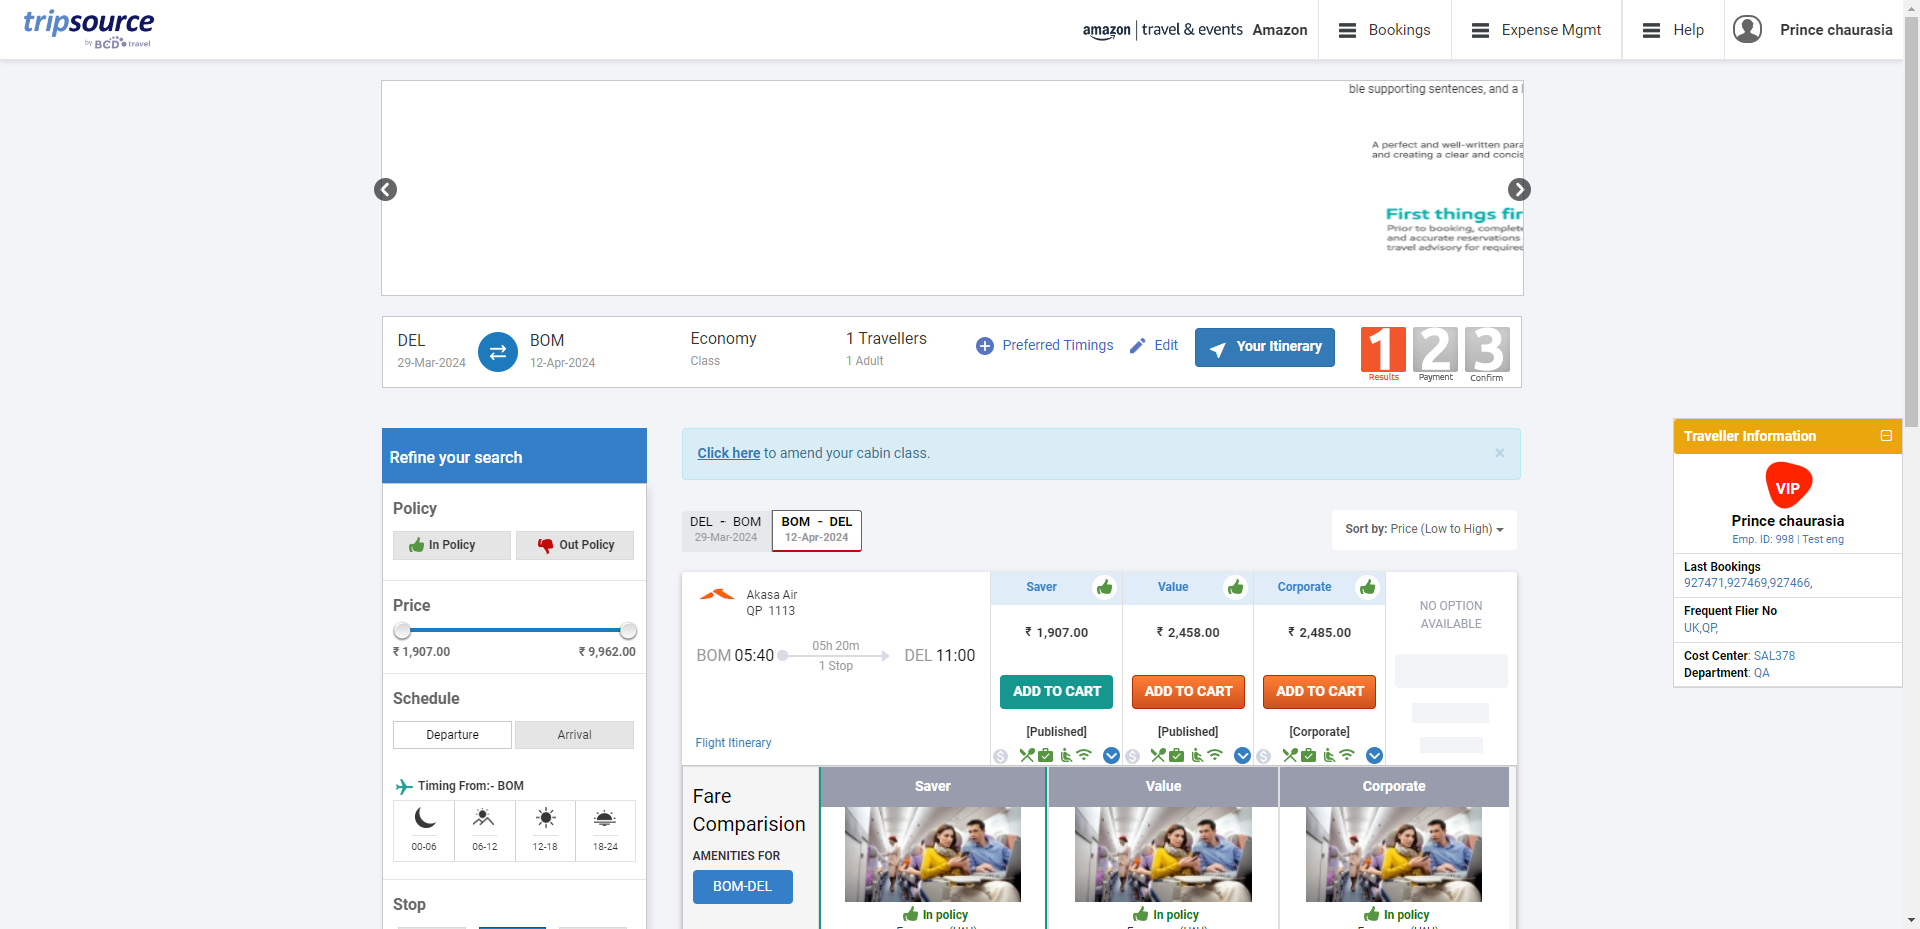 tripsource
by BCD travel
amazon | travel & events Amazon
Bookings
Expense Mgmt
Help
Prince chaurasia
ble supporting sentences, and a
A perfect and well-written para
and creating a clear and concis
First things fir
Prior to booking, complete
and accurate reservations
travel advisory for required
DEL
29-Mar-2024
BOM
12-Apr-2024
Economy
Class
1 Travellers
1 Adult
Preferred Timings
Edit
Your Itinerary
1 2 3
Results Payment Confirm
Refine your search
Policy
In Policy
Out Policy
Price
₹ 1,907.00
₹ 9,962.00
Schedule
Departure
Arrival
Timing From:- BOM
00-06
06-12
12-18
18-24
Stop
Click here to amend your cabin class.
×
DEL - BOM
29-Mar-2024
BOM - DEL
12-Apr-2024
Sort by: Price (Low to High)
Akasa Air
QP 1113
BOM 05:40
05h 20m
1 Stop
DEL 11:00
Flight Itinerary
Saver
₹ 1,907.00
ADD TO CART
[Published]
Value
₹ 2,458.00
ADD TO CART
[Published]
Corporate
₹ 2,485.00
ADD TO CART
[Corporate]
NO OPTION
AVAILABLE
Fare
Comparision
AMENITIES FOR
BOM-DEL
Saver
In policy
Value
In policy
Corporate
In policy
Traveller Information
VIP
Prince chaurasia
Emp. ID: 998 | Test eng
Last Bookings
927471,927469,927466,
Frequent Flier No
UK,QP,
Cost Center: SAL378
Department: QA